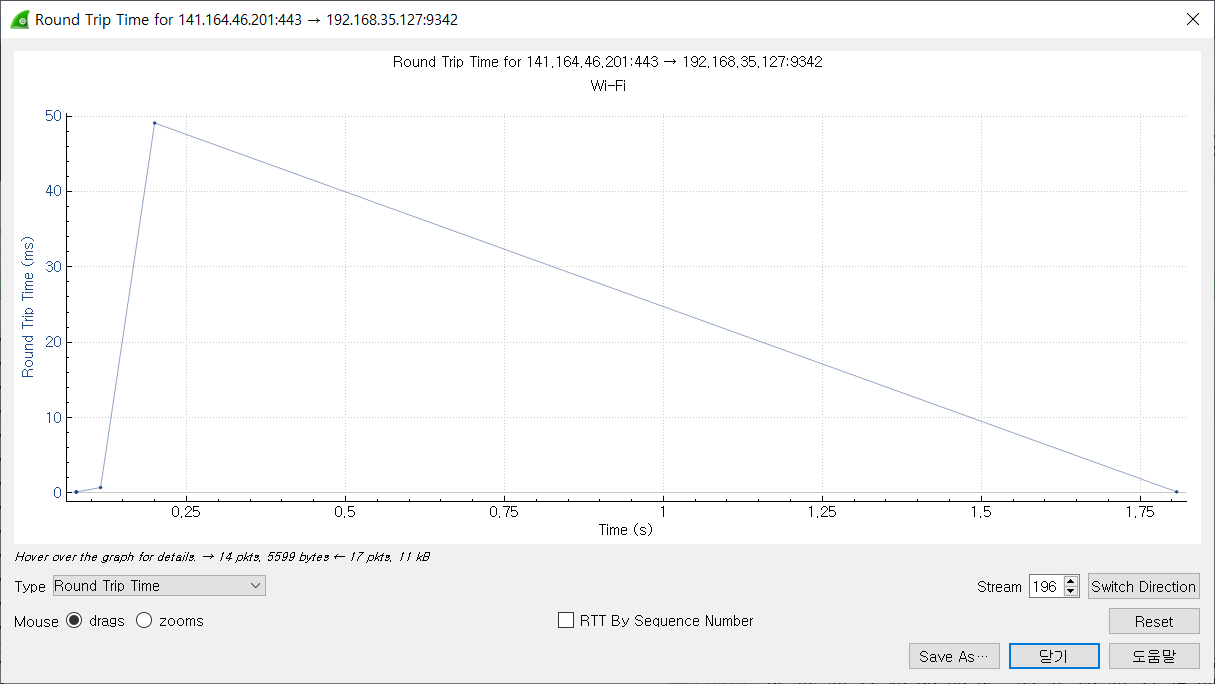 Round Trip Time for 141.164.46.201:443 → 192.168.35.127:9342
Round Trip Time for 141.164.46.201:443 → 192.168.35.127:9342
Wi-Fi
50
40
30
20
10
0
Round Trip Time (ms)
0.25 0.5 0.75 1 1.25 1.5 1.75
Time (s)
Hover over the graph for details. → 14 pkts, 5599 bytes ← 17 pkts, 11 kB
Type Round Trip Time Stream 196 Switch Direction
Mouse drags zooms RTT By Sequence Number Reset
Save As… 닫기 도움말